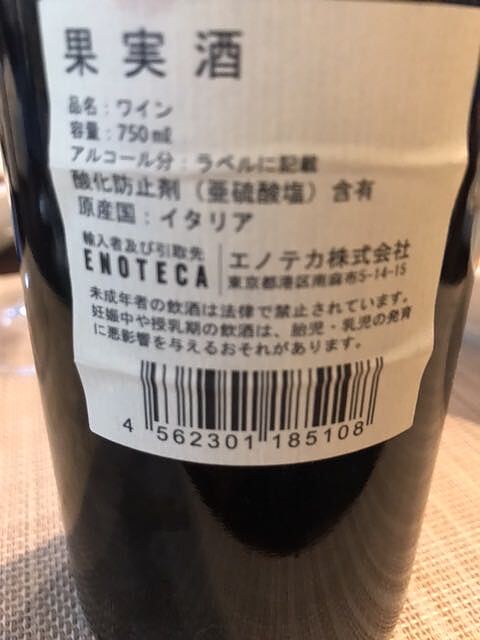 果実酒
品名：ワイン
容量：750㎖
アルコール分：ラベルに記載
酸化防止剤（亜硫酸塩）含有
原産国：イタリア
輸入者及び引取先
ENOTECA
エノテカ株式会社
東京都港区南麻布5-14-15
未成年者の飲酒は法律で禁止されています。
妊娠中や授乳期の飲酒は、胎児・乳児の発育
に悪影響を与えるおそれがあります。
4 562301 185108